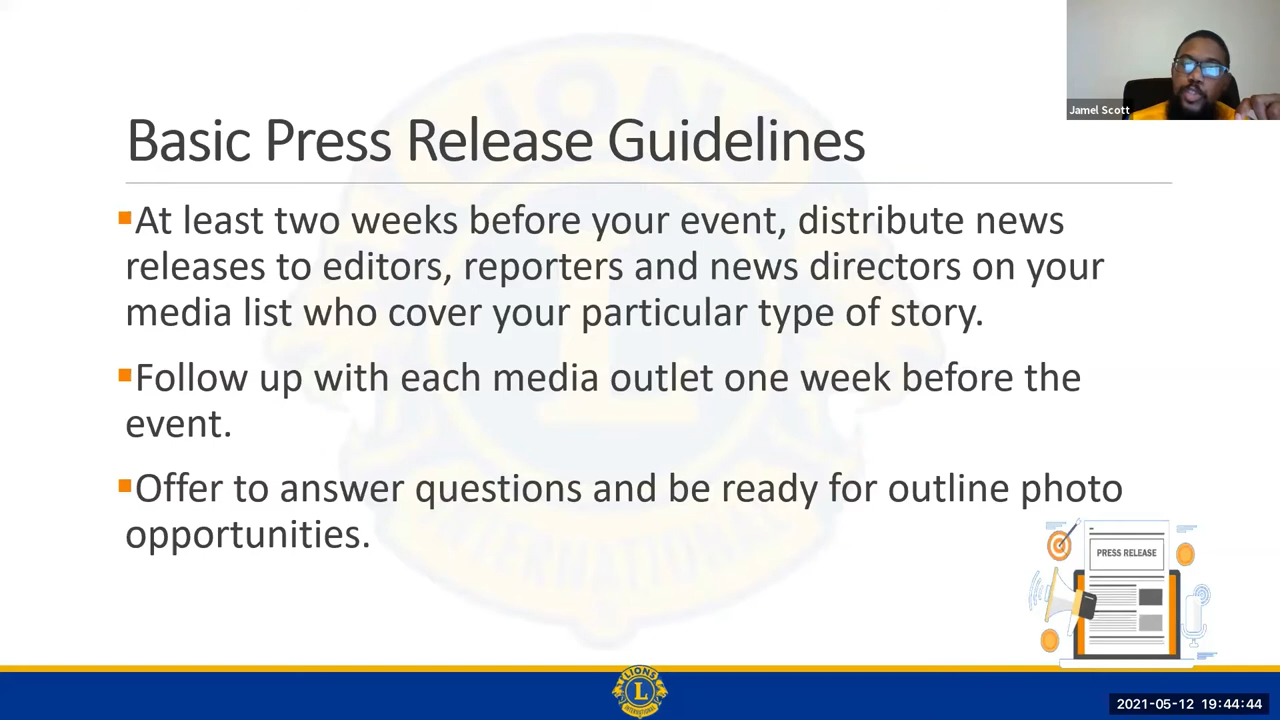 Jamel Scott
Basic Press Release Guidelines
▪At least two weeks before your event, distribute news
releases to editors, reporters and news directors on your
media list who cover your particular type of story.
▪Follow up with each media outlet one week before the
event.
▪Offer to answer questions and be ready for outline photo
opportunities.
PRESS RELEASE
LIONS
L
INTERNATIONAL
2021-05-12 19:44:44